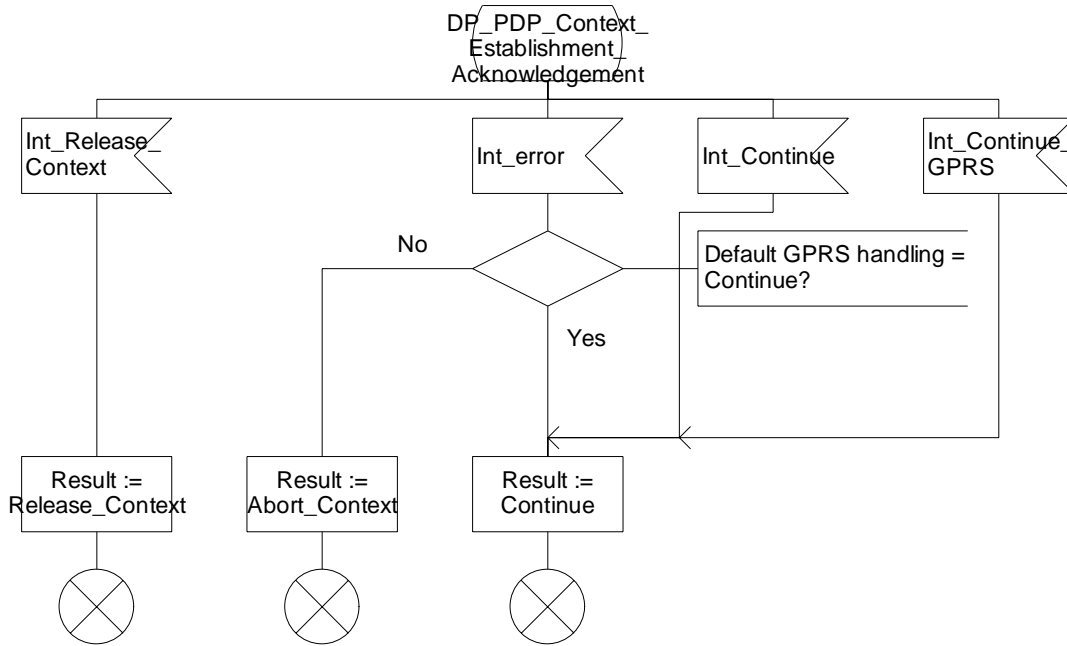 DP_PDP_Context_
Establishment_
Acknowledgement
Int_Release_
Context
Int_error
Int_Continue
Int_Continue_
GPRS
No
Default GPRS handling =
Continue?
Yes
Result :=
Release_Context
Result :=
Abort_Context
Result :=
Continue